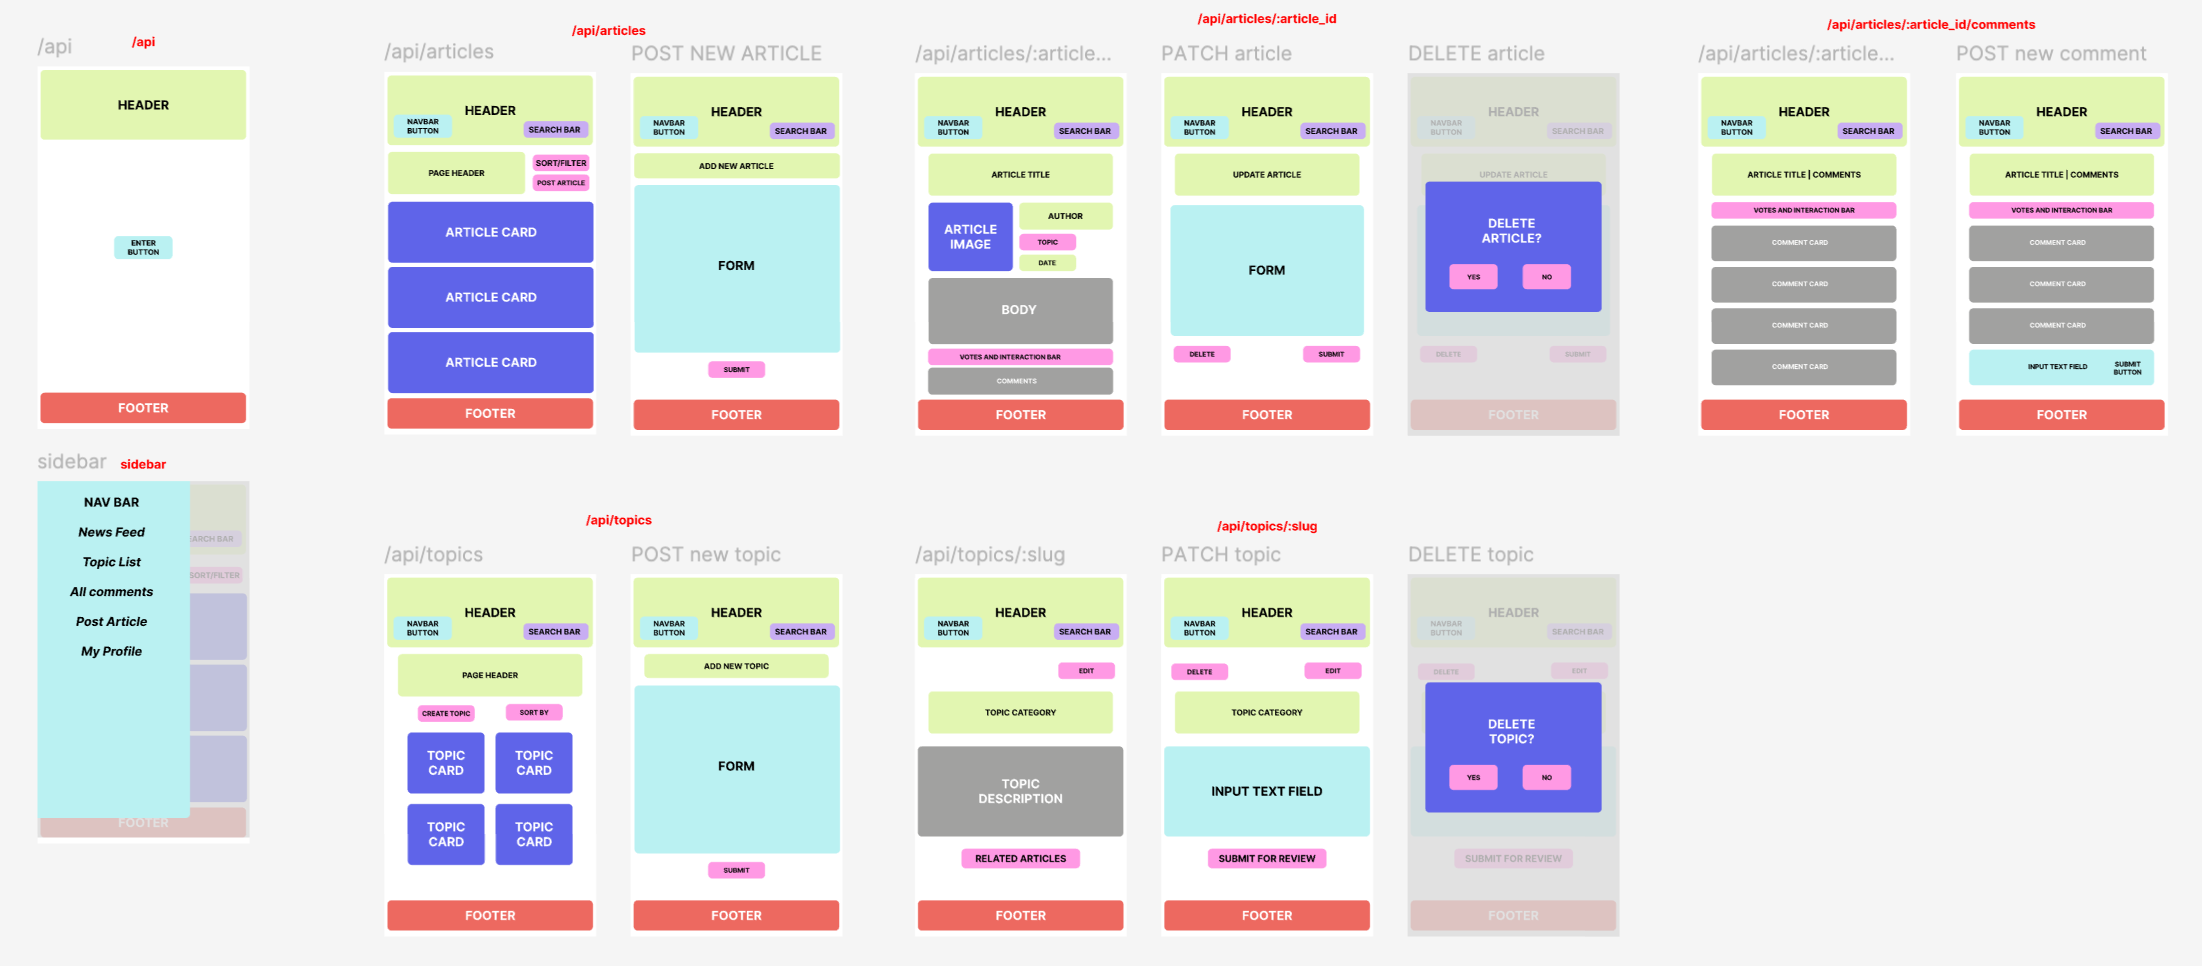 /api
/api
HEADER
ENTER
BUTTON
FOOTER
/api/articles
/api/articles
HEADER
NAVBAR
BUTTON
SEARCH BAR
PAGE HEADER
SORT/FILTER
POST ARTICLE
ARTICLE CARD
ARTICLE CARD
ARTICLE CARD
FOOTER
POST NEW ARTICLE
HEADER
NAVBAR
BUTTON
SEARCH BAR
ADD NEW ARTICLE
FORM
SUBMIT
FOOTER
/api/articles/:article_id
/api/articles/:article...
HEADER
NAVBAR
BUTTON
SEARCH BAR
ARTICLE TITLE
ARTICLE
IMAGE
AUTHOR
TOPIC
DATE
BODY
VOTES AND INTERACTION BAR
COMMENTS
FOOTER
PATCH article
HEADER
NAVBAR
BUTTON
SEARCH BAR
UPDATE ARTICLE
FORM
DELETE
SUBMIT
FOOTER
DELETE article
HEADER
NAVBAR
BUTTON
SEARCH BAR
UPDATE ARTICLE
DELETE
ARTICLE?
YES
NO
DELETE
SUBMIT
FOOTER
/api/articles/:article_id/comments
/api/articles/:article...
HEADER
NAVBAR
BUTTON
SEARCH BAR
ARTICLE TITLE | COMMENTS
VOTES AND INTERACTION BAR
COMMENT CARD
COMMENT CARD
COMMENT CARD
COMMENT CARD
FOOTER
POST new comment
HEADER
NAVBAR
BUTTON
SEARCH BAR
ARTICLE TITLE | COMMENTS
VOTES AND INTERACTION BAR
COMMENT CARD
COMMENT CARD
COMMENT CARD
INPUT TEXT FIELD
SUBMIT
BUTTON
FOOTER
sidebar
sidebar
NAV BAR
News Feed
Topic List
All comments
Post Article
My Profile
EARCH BAR
SORT/FILTER
FOOTER
/api/topics
/api/topics
HEADER
NAVBAR
BUTTON
SEARCH BAR
PAGE HEADER
CREATE TOPIC
SORT BY
TOPIC
CARD
TOPIC
CARD
TOPIC
CARD
TOPIC
CARD
FOOTER
POST new topic
HEADER
NAVBAR
BUTTON
SEARCH BAR
ADD NEW TOPIC
FORM
SUBMIT
FOOTER
/api/topics/:slug
/api/topics/:slug
HEADER
NAVBAR
BUTTON
SEARCH BAR
EDIT
TOPIC CATEGORY
TOPIC
DESCRIPTION
RELATED ARTICLES
FOOTER
PATCH topic
HEADER
NAVBAR
BUTTON
SEARCH BAR
DELETE
EDIT
TOPIC CATEGORY
INPUT TEXT FIELD
SUBMIT FOR REVIEW
FOOTER
DELETE topic
HEADER
NAVBAR
BUTTON
SEARCH BAR
DELETE
EDIT
DELETE
TOPIC?
YES
NO
SUBMIT FOR REVIEW
FOOTER